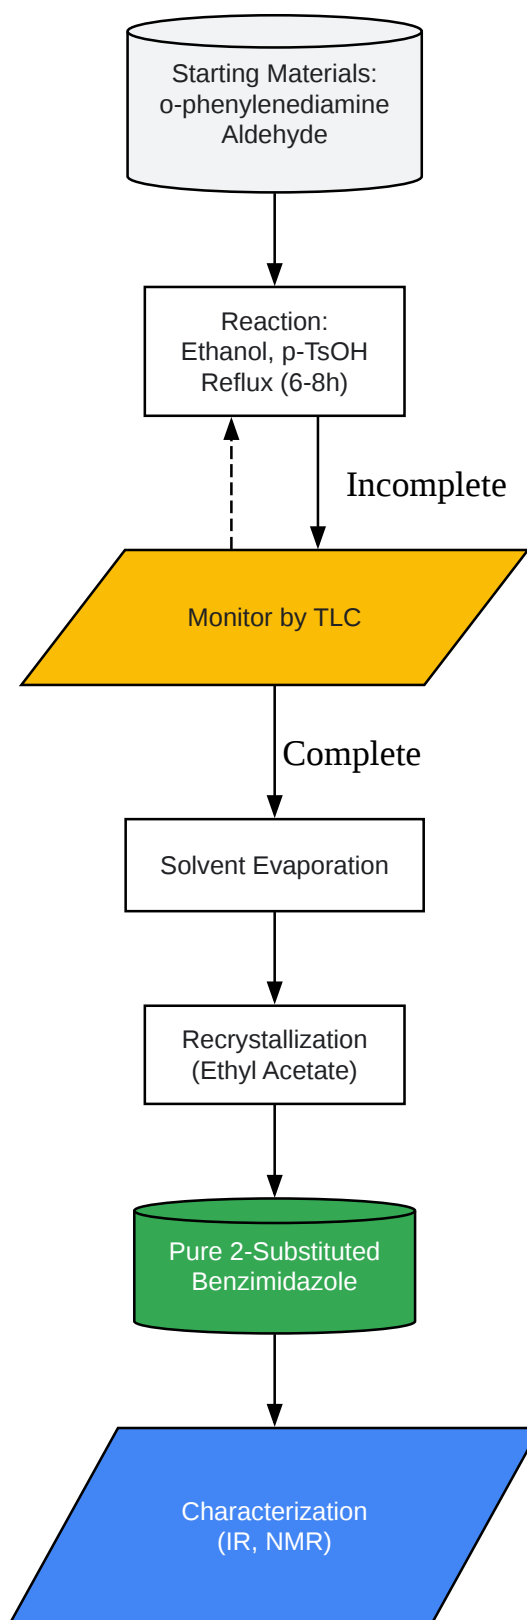 Starting Materials:
o-phenylenediamine
Aldehyde
Reaction:
Ethanol, p-TsOH
Reflux (6-8h)
Incomplete
Monitor by TLC
Complete
Solvent Evaporation
Recrystallization
(Ethyl Acetate)
Pure 2-Substituted
Benzimidazole
Characterization
(IR, NMR)